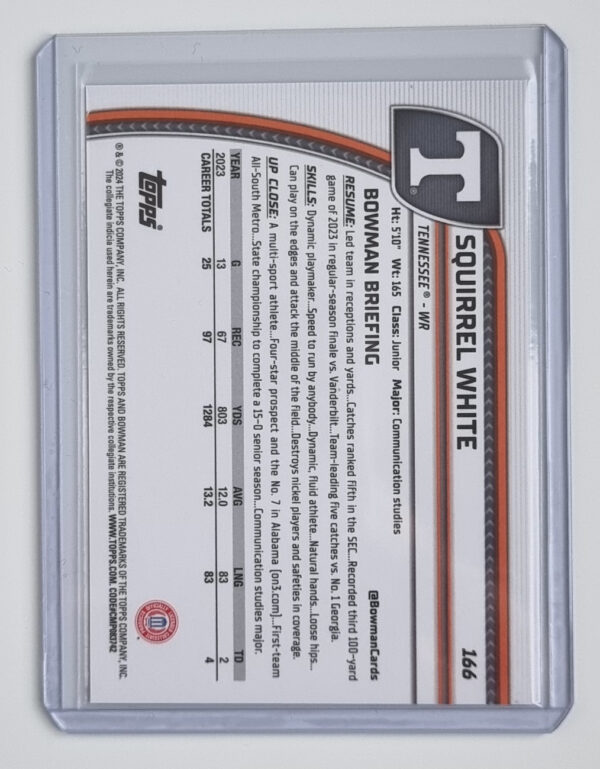 T®
SQUIRREL WHITE
166
TENNESSEE® - WR
Ht: 5'10" Wt: 165 Class: Junior Major: Communication studies
BOWMAN BRIEFING
@BowmanCards
RESUME: Led team in receptions and yards...Catches ranked fifth in the SEC...Recorded third 100-yard
game of 2023 in regular-season finale vs. Vanderbilt...Team-leading five catches vs. No. 1 Georgia.
SKILLS: Dynamic playmaker...Speed to run by anybody...Dynamic, fluid athlete...Natural hands...Loose hips...
Can play on the edges and attack the middle of the field...Destroys nickel players and safeties in coverage.
UP CLOSE: A multi-sport athlete...Four-star prospect and the No. 7 in Alabama (on3.com)...First-team
All-South Metro...State championship to complete a 15-0 senior season...Communication studies major.
YEAR G REC YDS AVG LNG TD
2023 13 67 803 12.0 83 2
CAREER TOTALS 25 97 1284 13.2 83 4
topps
® & © 2024 THE TOPPS COMPANY, INC. ALL RIGHTS RESERVED. TOPPS AND BOWMAN ARE REGISTERED TRADEMARKS OF THE TOPPS COMPANY, INC.
The collegiate indicia used herein are trademarks owned by the respective collegiate institutions. WWW.TOPPS.COM. CODE#CMP083742